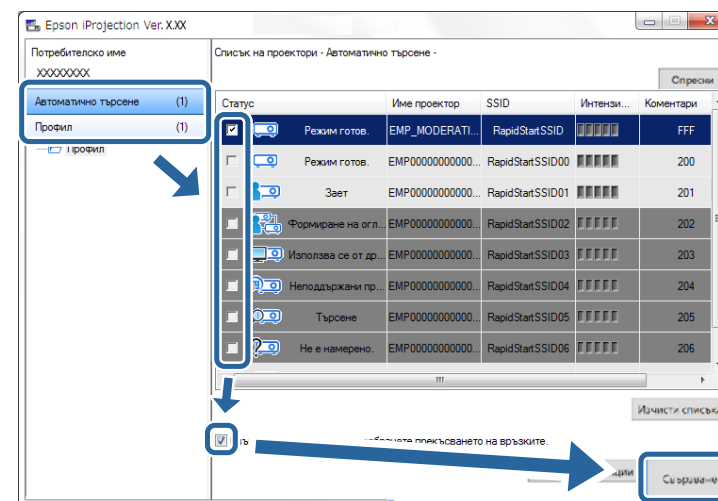 Epson iProjection Ver. X.XX
Потребителско име
XXXXXXXX
Автоматично търсене (1)
Профил (1)
Профил
Списък на проектори - Автоматично търсене -
Спресни
Статус Име проектор SSID Интензи... Коментари
Режим готов. EMP_MODERATI... RapidStartSSID FFF
Режим готов. EMP00000000000... RapidStartSSID00 200
Зает EMP00000000000... RapidStartSSID01 201
Формиране на огл... EMP00000000000... RapidStartSSID02 202
Използва се от др... EMP00000000000... RapidStartSSID03 203
Неподдържани пр... EMP00000000000... RapidStartSSID04 204
Търсене EMP00000000000... RapidStartSSID05 205
Не е намерено. EMP00000000000... RapidStartSSID06 206
Изчисти списъка
прекъсването на връзките.
ции
Свързване